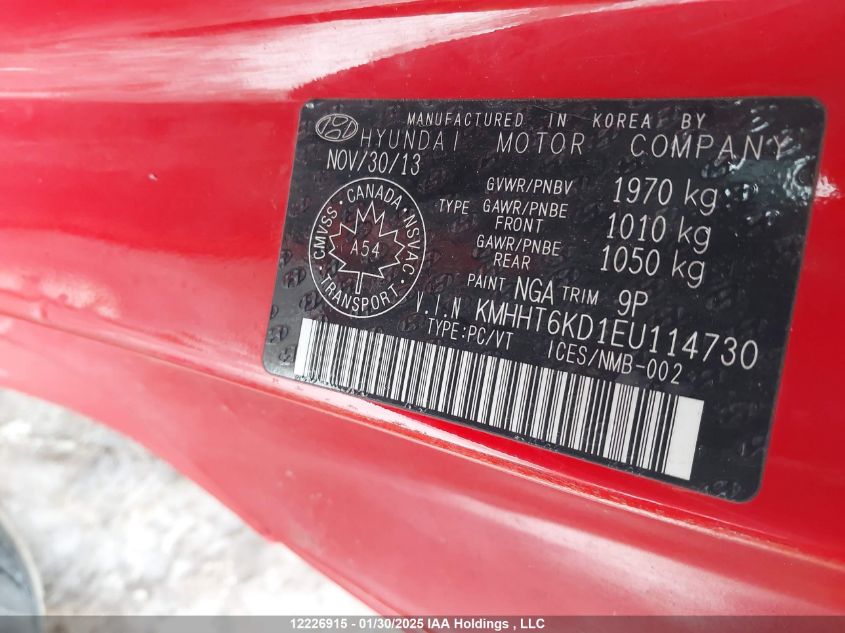 MANUFACTURED IN KOREA BY
HYUNDAI MOTOR COMPANY
NOV/30/13
GVWR/PNBV 1970 kg
TYPE GAWR/PNBE FRONT 1010 kg
GAWR/PNBE REAR 1050 kg
CANADA · NSVAC · TRANSPORT · CMVSS ·
A54
PAINT NGA TRIM 9P
V.I.N KMHHT6KD1EU114730
TYPE:PC/VT ICES/NMB-002
12226915 - 01/30/2025 IAA Holdings , LLC